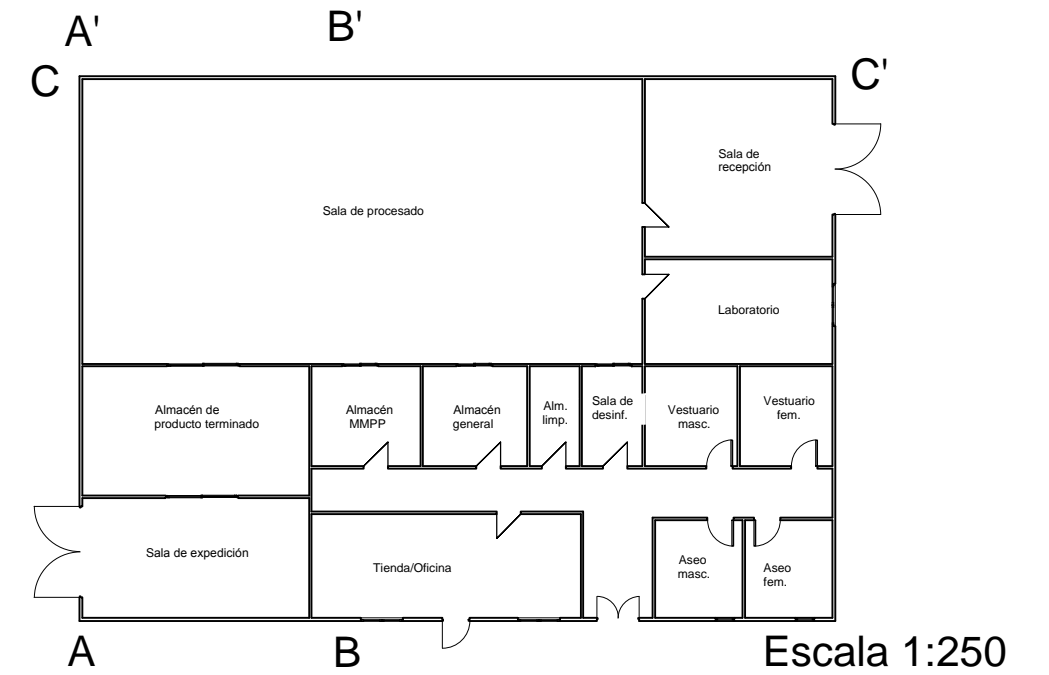 A'
B'
C
C'
Sala de
recepción
Sala de procesado
Laboratorio
Almacén de
producto terminado
Almacén
MMPP
Almacén
general
Alm.
limp.
Sala de
desinf.
Vestuario
masc.
Vestuario
fem.
Sala de expedición
Tienda/Oficina
Aseo
masc.
Aseo
fem.
A
B
Escala 1:250